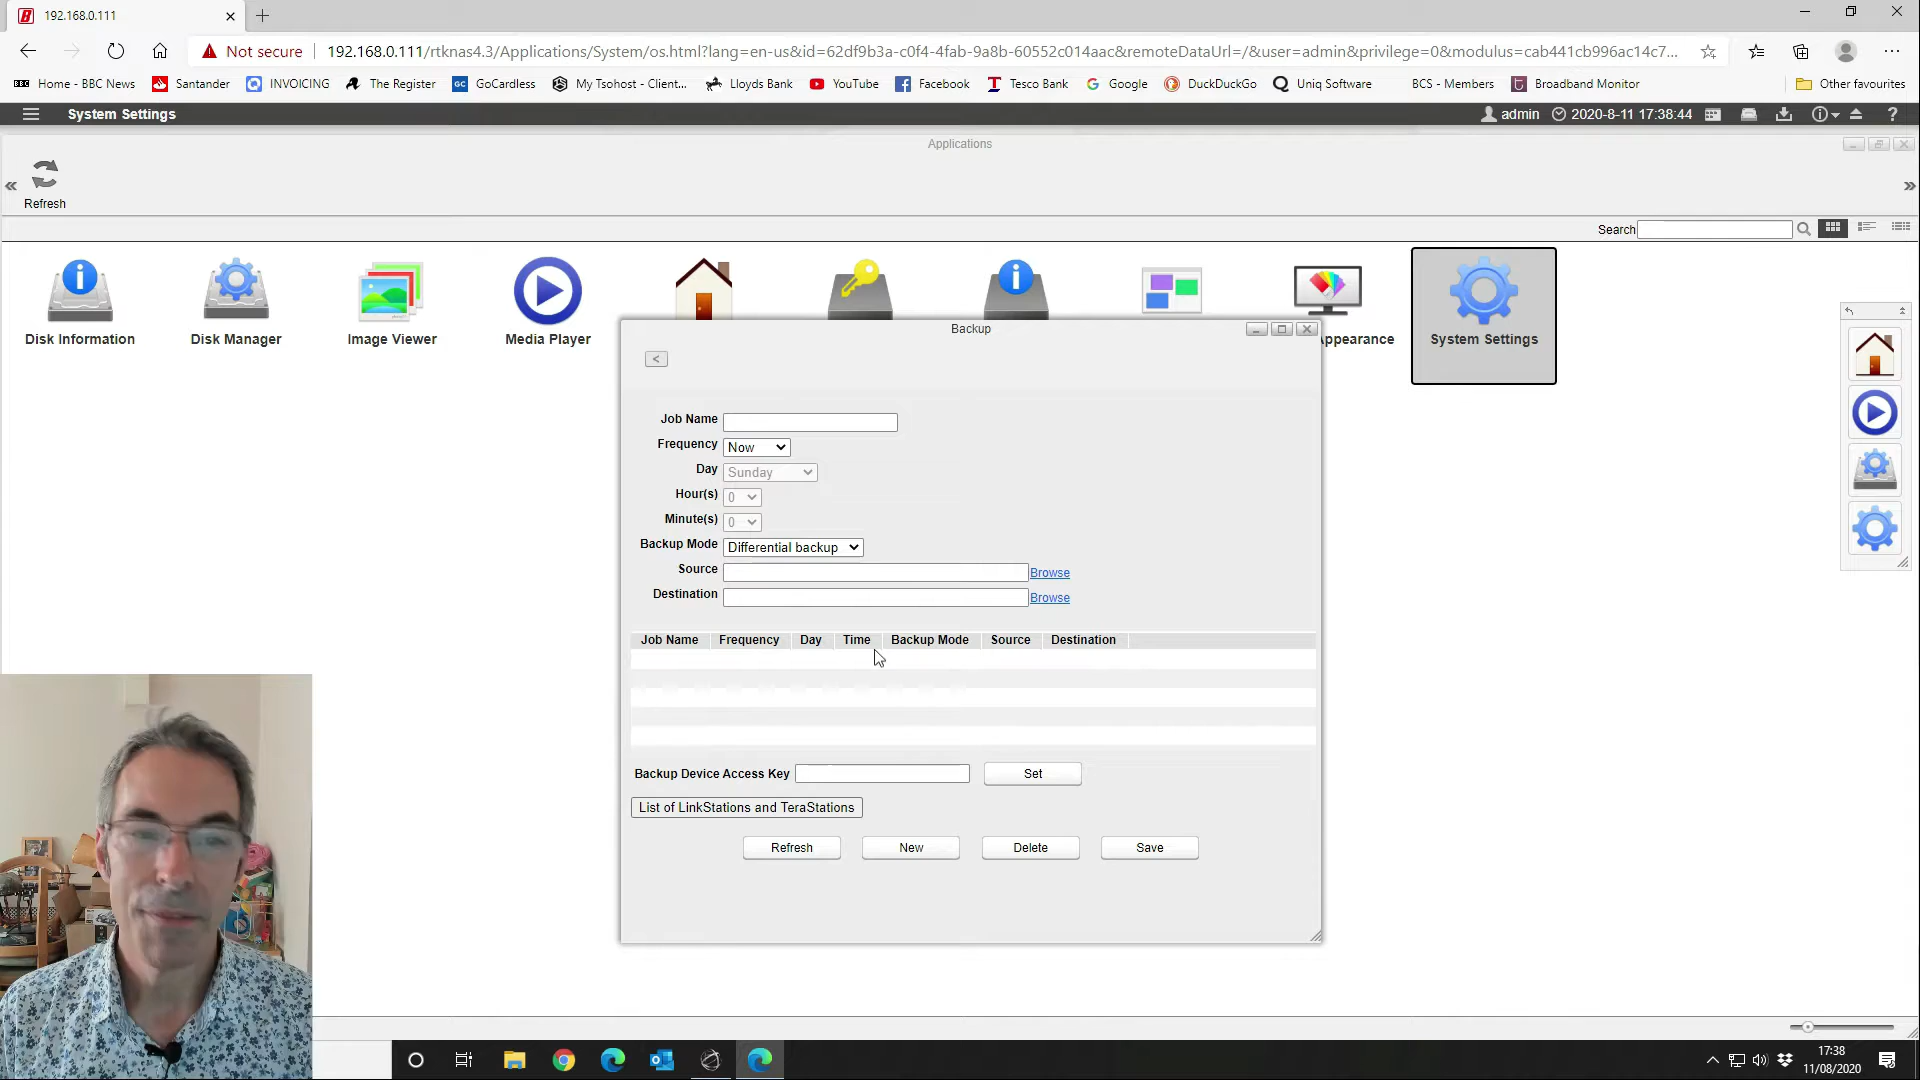 192.168.0.111
Not secure
192.168.0.111/rtknas4.3/Applications/System/os.html?lang=en-us&id=62df9b3a-c0f4-4fab-9a8b-60552c014aac&remoteDataUrl=/&user=admin&privilege=0&modulus=cab441cb996ac14c7...
Home - BBC News
Santander
INVOICING
The Register
GC
GoCardless
My Tsohost - Client...
Lloyds Bank
YouTube
Facebook
Tesco Bank
Google
DuckDuckGo
Uniq Software
BCS - Members
Broadband Monitor
Other favourites
System Settings
admin
2020-8-11 17:38:44
Applications
Refresh
Search
Disk Information
Disk Manager
Image Viewer
Media Player
Appearance
System Settings
Backup
<
Job Name
Frequency Now
Day Sunday
Hour(s) 0
Minute(s) 0
Backup Mode Differential backup
Source Browse
Destination Browse
Job Name Frequency Day Time Backup Mode Source Destination
Backup Device Access Key Set
List of LinkStations and TeraStations
Refresh New Delete Save
17:38
11/08/2020